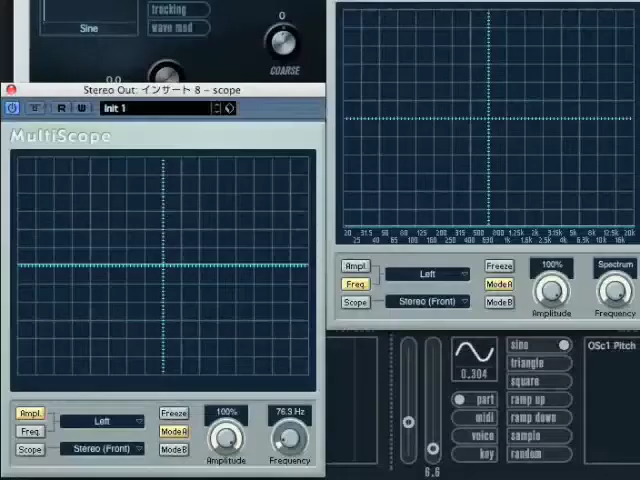 tracking
Sine
wave mod
0
COARSE
Stereo Out: インサート 8 - scope
R W Init 1
MultiScope
20 31.5 50 80 125 200 315 500 800 1.25k 2k 3.15k 5k 8k 12.5k 20k
25 40 65 100 160 250 400 630 1k 1.6k 2.5k 4k 6.3k 10k 16k
Ampl.
Freq.
Scope
Left
Stereo (Front)
Freeze
ModeA
ModeB
100%
Amplitude
Spectrum
Frequency
0.304
sine
triangle
square
part
ramp up
midi
ramp down
voice
sample
key
random
OSc1 Pitch
6.6
Ampl.
Freq.
Scope
Left
Stereo (Front)
Freeze
ModeA
ModeB
100%
Amplitude
76.3 Hz
Frequency